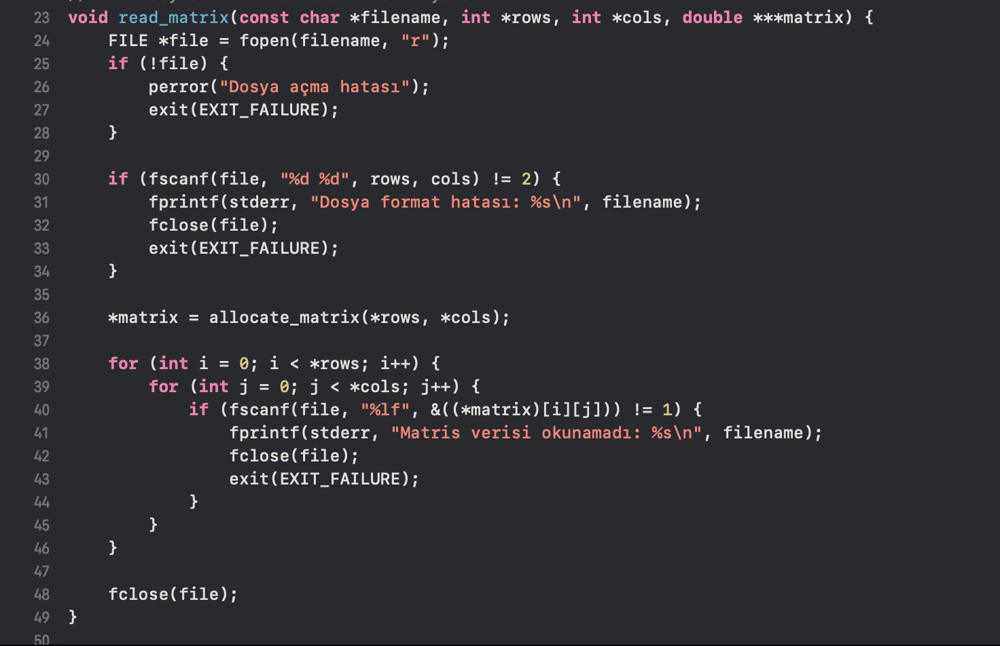 23 void read_matrix(const char *filename, int *rows, int *cols, double ***matrix) {
24     FILE *file = fopen(filename, "r");
25     if (!file) {
26         perror("Dosya açma hatası");
27         exit(EXIT_FAILURE);
28     }
29
30     if (fscanf(file, "%d %d", rows, cols) != 2) {
31         fprintf(stderr, "Dosya format hatası: %s\n", filename);
32         fclose(file);
33         exit(EXIT_FAILURE);
34     }
35
36     *matrix = allocate_matrix(*rows, *cols);
37
38     for (int i = 0; i < *rows; i++) {
39         for (int j = 0; j < *cols; j++) {
40             if (fscanf(file, "%lf", &((*matrix)[i][j])) != 1) {
41                 fprintf(stderr, "Matris verisi okunamadı: %s\n", filename);
42                 fclose(file);
43                 exit(EXIT_FAILURE);
44             }
45         }
46     }
47
48     fclose(file);
49 }
50